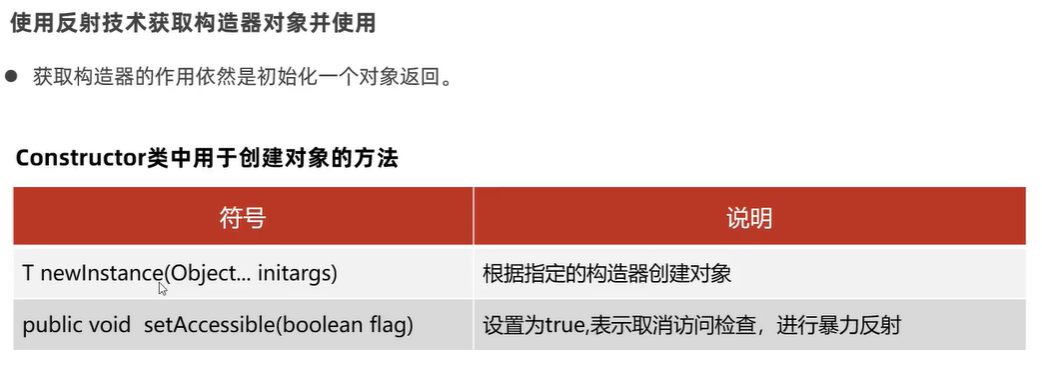 使用反射技术获取构造器对象并使用
● 获取构造器的作用依然是初始化一个对象返回。
Constructor类中用于创建对象的方法
符号 说明
T newInstance(Object... initargs) 根据指定的构造器创建对象
public void setAccessible(boolean flag) 设置为true,表示取消访问检查，进行暴力反射